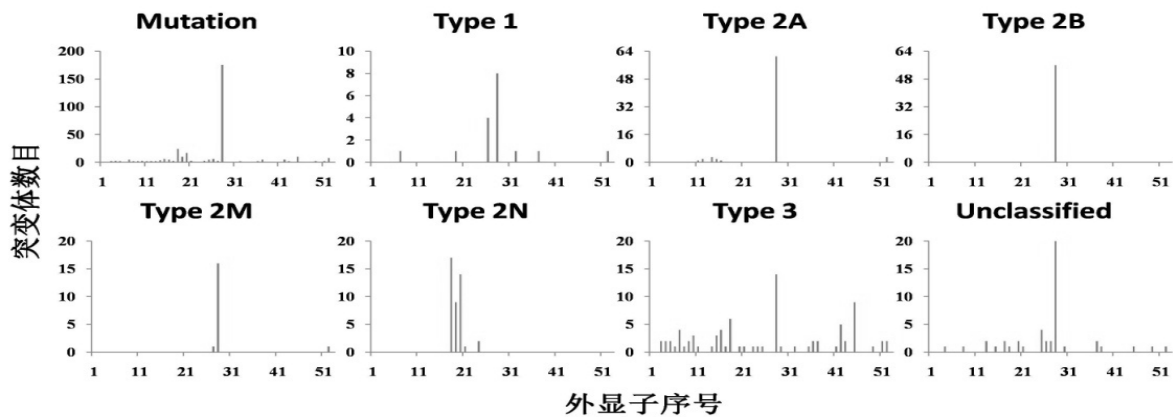 Mutation Type 1 Type 2A Type 2B
200 10 64 64
150 8 48 48
100 6 32 32
50 4 16 16
0 2 0 0
0
1 11 21 31 41 51 1 21 31 41 51 1 11 21 31 41 51 1 11 21 31 41 51
突变体数目
Type 2M Type 2N Type 3 Unclassified
20 20 20 20
15 15 15 15
10 10 10 10
5 5 5 5
0 0 0 0
1 11 21 31 41 51 1 11 21 31 41 51 1 11 21 31 41 51 1 11 21 31 41 51
外显子序号